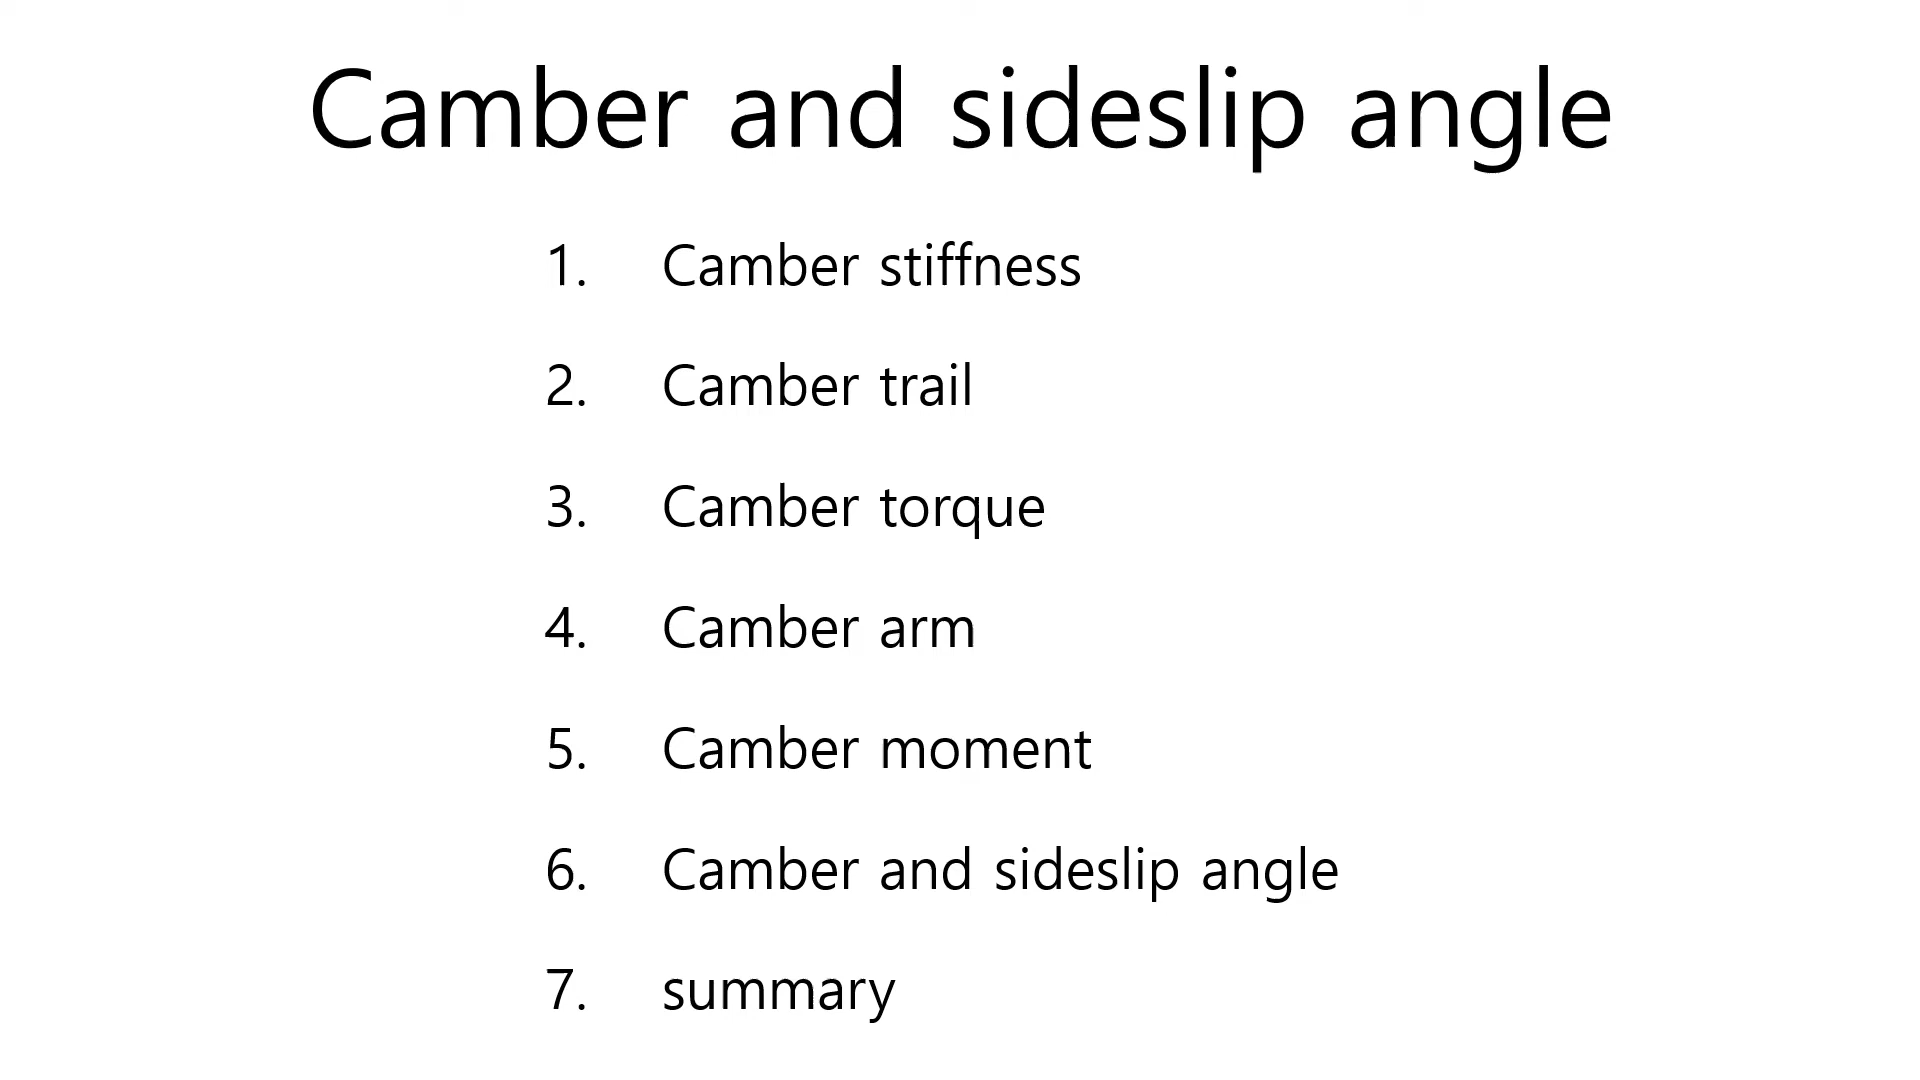 Camber and sideslip angle
1. Camber stiffness
2. Camber trail
3. Camber torque
4. Camber arm
5. Camber moment
6. Camber and sideslip angle
7. summary